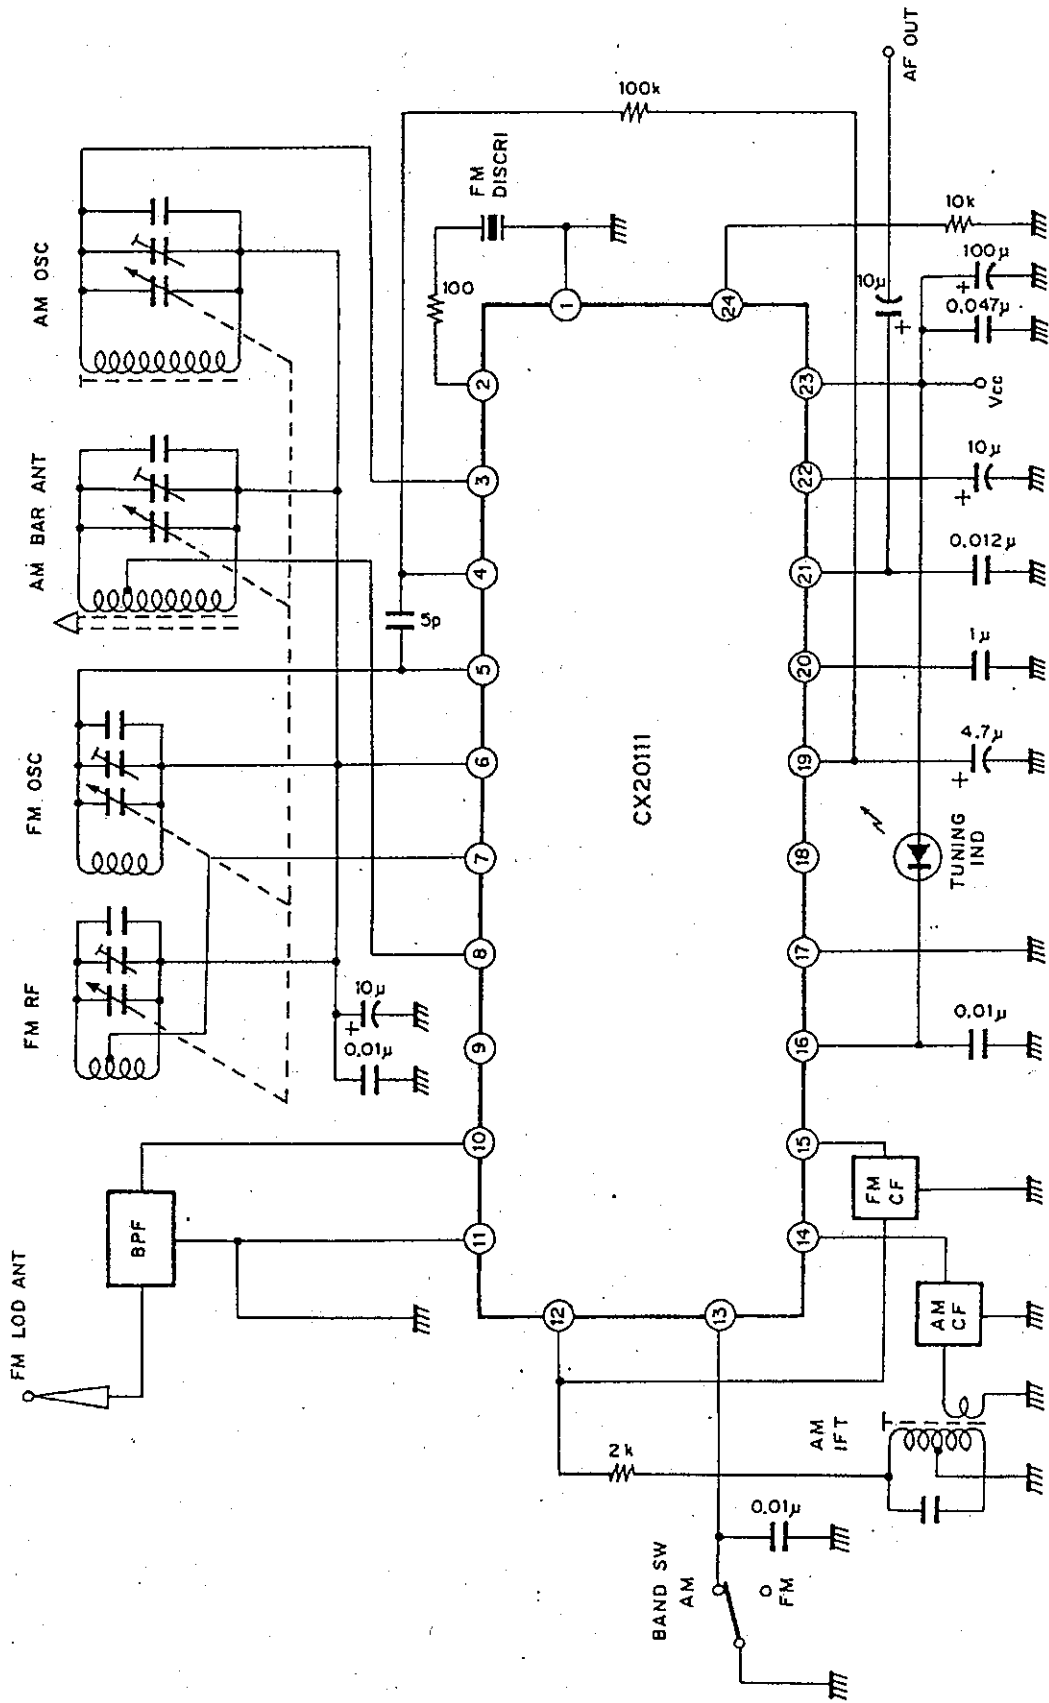 FM LOD ANT
BPF
FM RF
FM OSC
AM BAR ANT
AM OSC
0.01μ
+
10μ
5p
100k
100
FM
DISCRI
11
10
9
8
7
6
5
4
3
2
1
12
CX20111
24
13
14
15
16
17
18
19
20
21
22
23
BAND SW
AM
FM
0.01μ
2k
AM
IFT
AM
CF
FM
CF
0.01μ
TUNING
IND
+
4.7μ
1μ
0.012μ
+
10μ
Vcc
0.047μ
+
100μ
10k
10μ
+
AF OUT